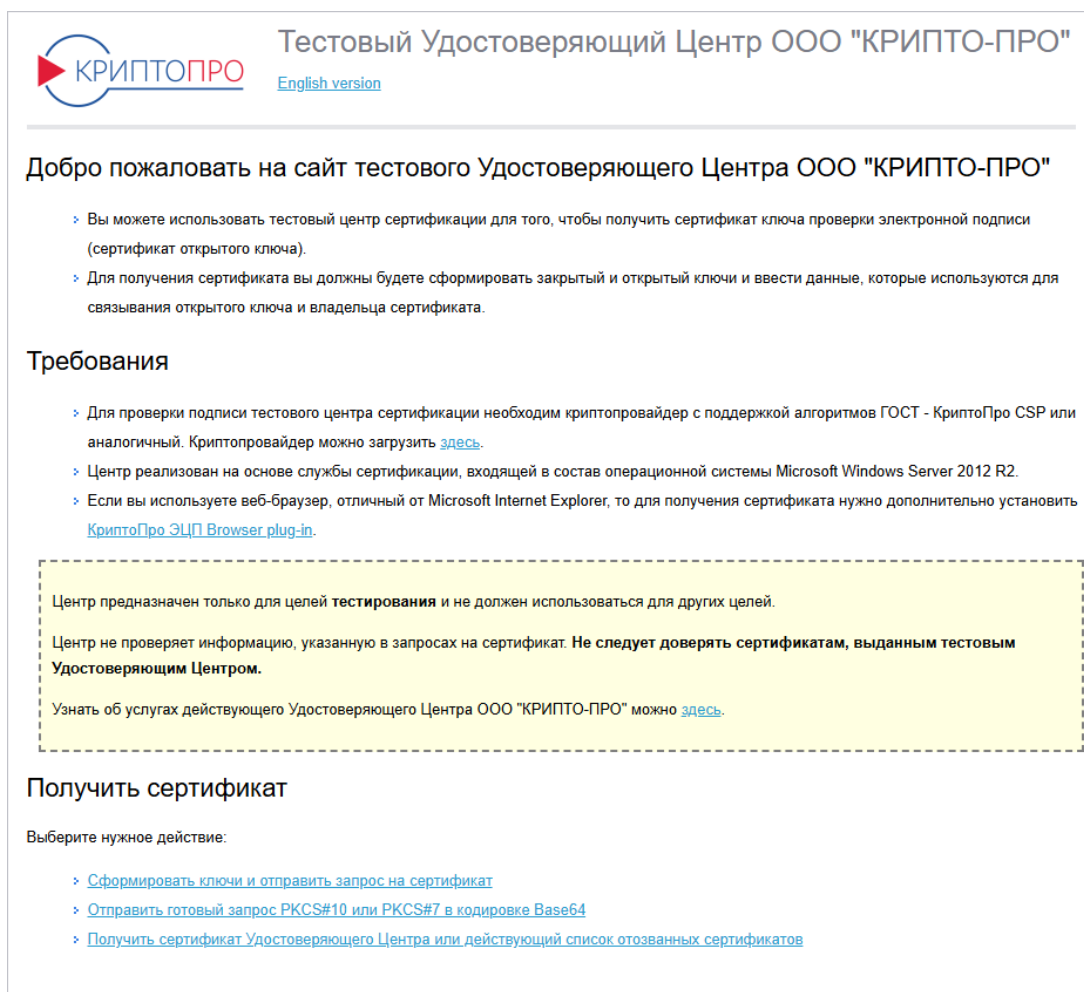 КРИПТОПРО
Тестовый Удостоверяющий Центр ООО "КРИПТО-ПРО"
English version
Добро пожаловать на сайт тестового Удостоверяющего Центра ООО "КРИПТО-ПРО"
Вы можете использовать тестовый центр сертификации для того, чтобы получить сертификат ключа проверки электронной подписи
(сертификат открытого ключа).
Для получения сертификата вы должны будете сформировать закрытый и открытый ключи и ввести данные, которые используются для
связывания открытого ключа и владельца сертификата.
Требования
Для проверки подписи тестового центра сертификации необходим криптопровайдер с поддержкой алгоритмов ГОСТ - КриптоПро CSP или
аналогичный. Криптопровайдер можно загрузить здесь.
Центр реализован на основе службы сертификации, входящей в состав операционной системы Microsoft Windows Server 2012 R2.
Если вы используете веб-браузер, отличный от Microsoft Internet Explorer, то для получения сертификата нужно дополнительно установить
КриптоПро ЭЦП Browser plug-in.
Центр предназначен только для целей тестирования и не должен использоваться для других целей.
Центр не проверяет информацию, указанную в запросах на сертификат. Не следует доверять сертификатам, выданным тестовым
Удостоверяющим Центром.
Узнать об услугах действующего Удостоверяющего Центра ООО "КРИПТО-ПРО" можно здесь.
Получить сертификат
Выберите нужное действие:
Сформировать ключи и отправить запрос на сертификат
Отправить готовый запрос PKCS#10 или PKCS#7 в кодировке Base64
Получить сертификат Удостоверяющего Центра или действующий список отозванных сертификатов